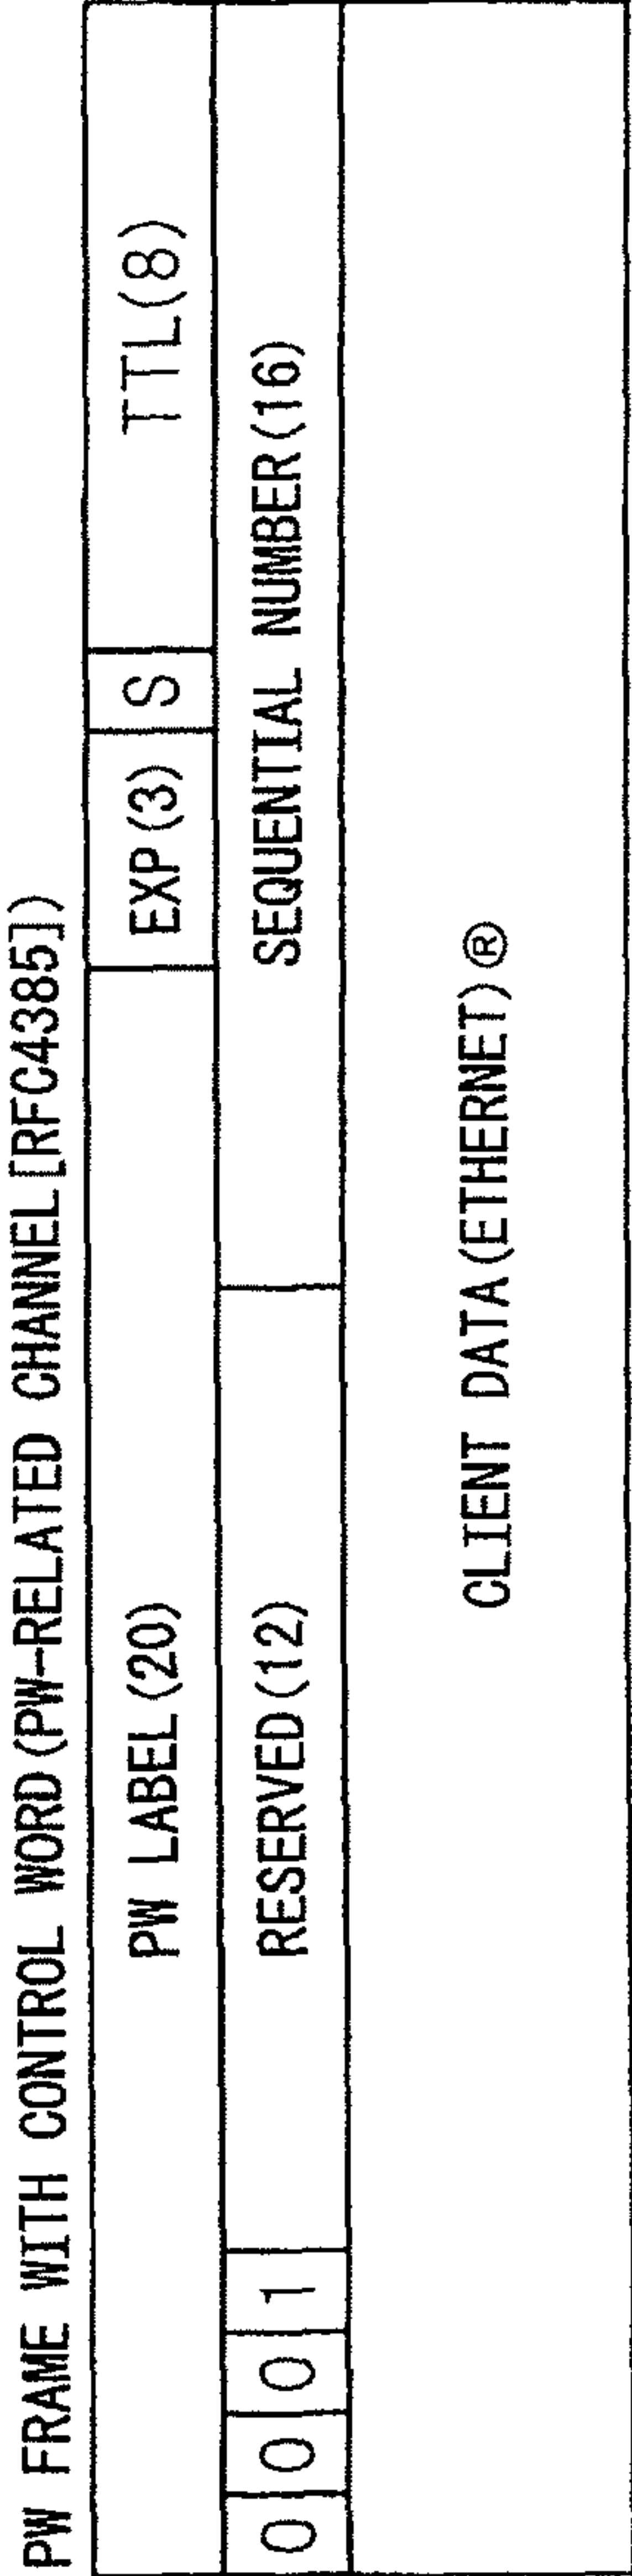 PW FRAME WITH CONTROL WORD(PW-RELATED CHANNEL[RFC4385])
PW LABEL(20) EXP(3) S TTL(8)
0 0 0 1 RESERVED(12) SEQUENTIAL NUMBER(16)
CLIENT DATA(ETHERNET)®